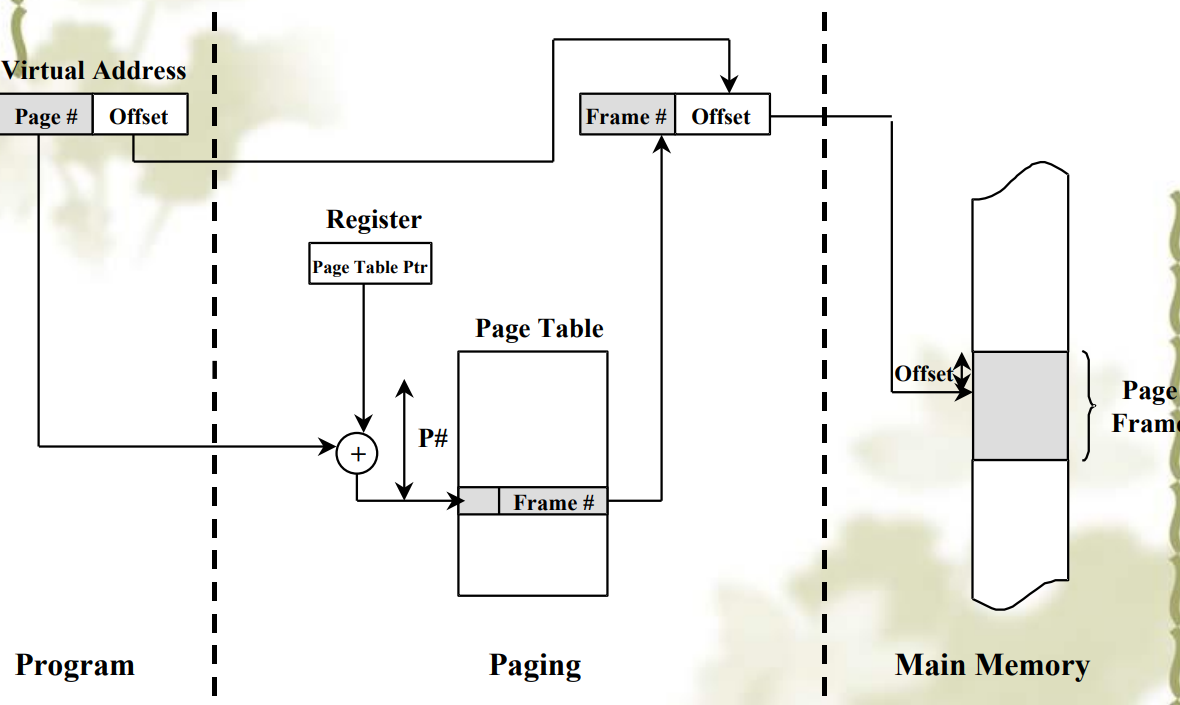 Virtual Address
Page # Offset
Frame # Offset
Register
Page Table Ptr
Page Table
P#
+
Frame #
Offset
Page
Frame
Program
Paging
Main Memory